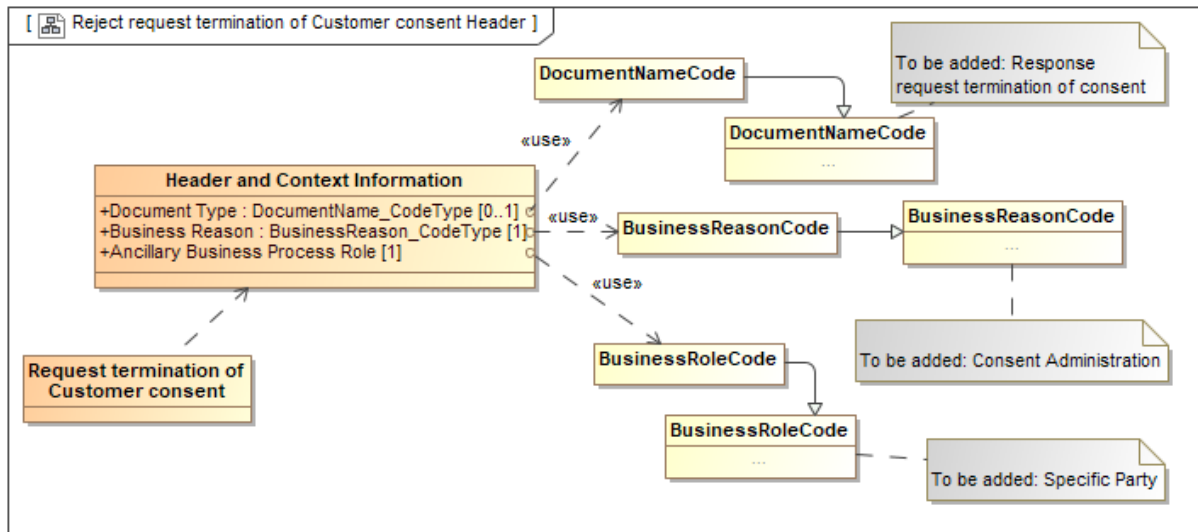 [ Reject request termination of Customer consent Header ]
DocumentNameCode
To be added: Response
request termination of consent
DocumentNameCode
...
«use»
Header and Context Information
+Document Type : DocumentName_CodeType [0..1]
+Business Reason : BusinessReason_CodeType [1]
+Ancillary Business Process Role [1]
«use»
BusinessReasonCode
BusinessReasonCode
...
«use»
To be added: Consent Administration
BusinessRoleCode
Request termination of
Customer consent
BusinessRoleCode
...
To be added: Specific Party